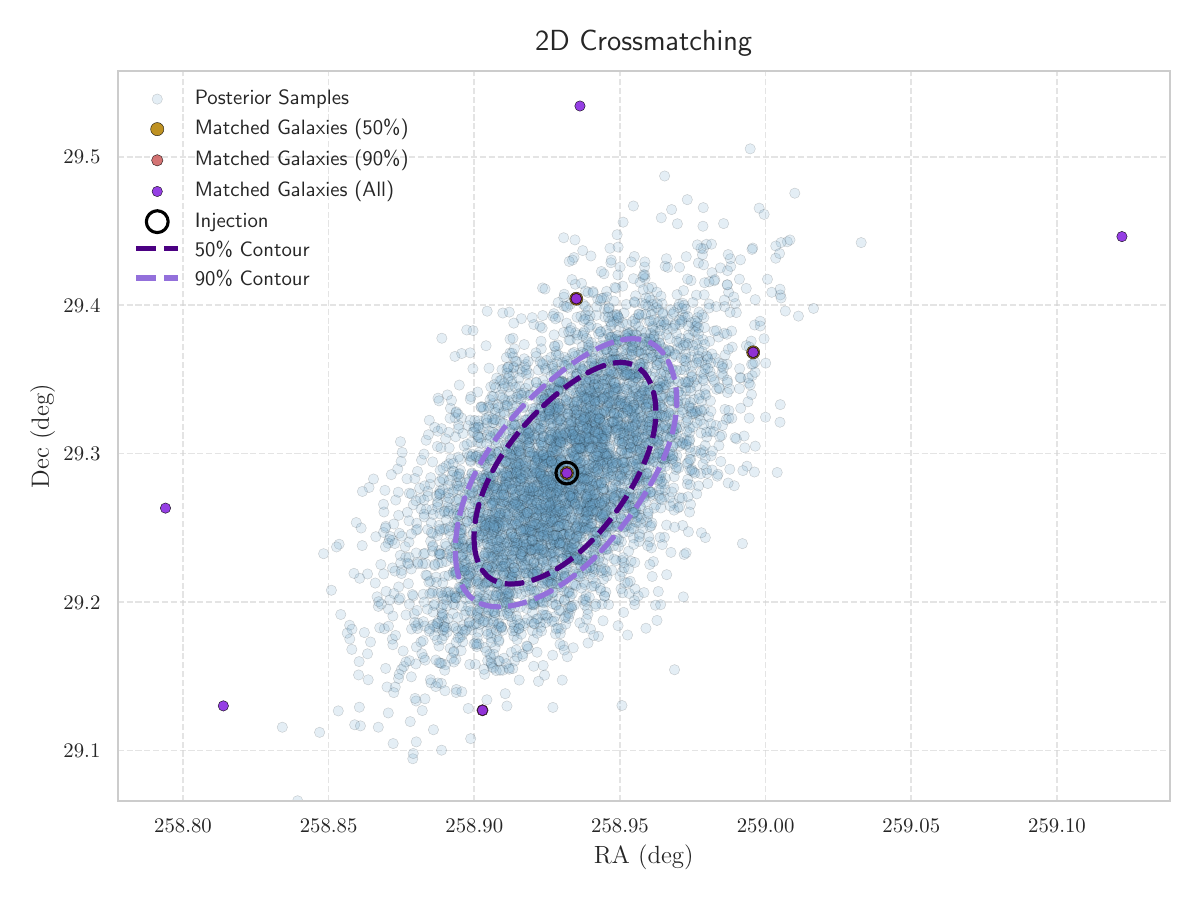 2D Crossmatching
Posterior Samples
Matched Galaxies (50%)
Matched Galaxies (90%)
Matched Galaxies (All)
Injection
50% Contour
90% Contour
29.5
29.4
29.3
29.2
29.1
Dec (deg)
258.80 258.85 258.90 258.95 259.00 259.05 259.10
RA (deg)